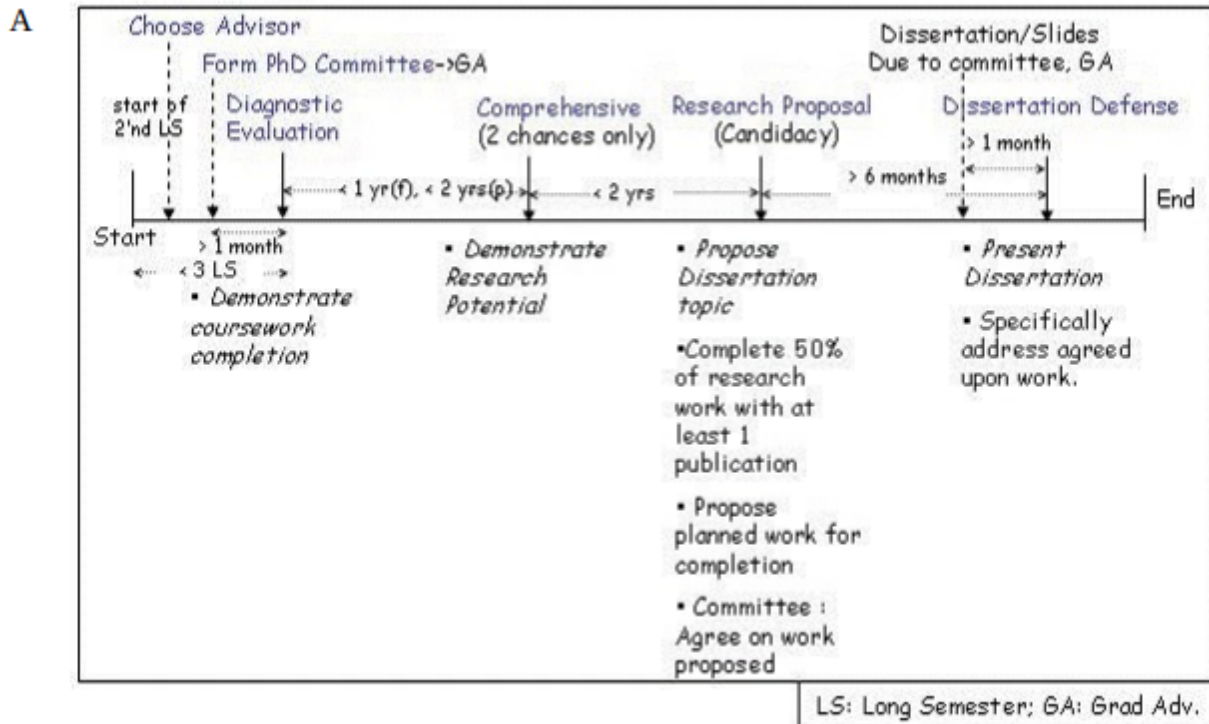 A
Choose Advisor
Form PhD Committee->GA
start of
2'nd LS
Diagnostic
Evaluation
Comprehensive
(2 chances only)
Research Proposal
(Candidacy)
Dissertation/Slides
Due to committee, GA
Dissertation Defense
> 1 month
< 1 yr(f), < 2 yrs(p)
< 2 yrs
> 6 months
Start
End
> 1 month
< 3 LS
▪ Demonstrate
coursework
completion
▪ Demonstrate
Research
Potential
▪ Propose
Dissertation
topic
▪Complete 50%
of research
work with at
least 1
publication
▪ Propose
planned work for
completion
▪ Committee :
Agree on work
proposed
▪ Present
Dissertation
▪ Specifically
address agreed
upon work.
LS: Long Semester; GA: Grad Adv.